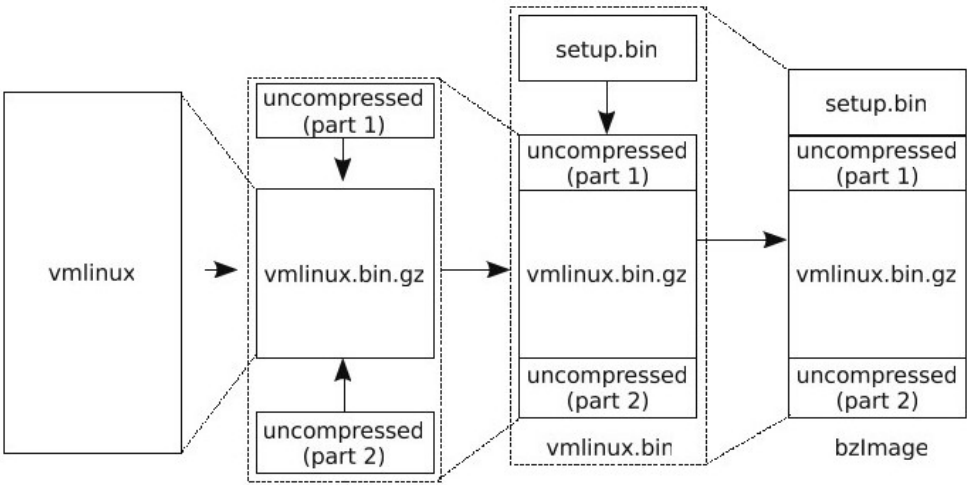 vmlinux
uncompressed
(part 1)
vmlinux.bin.gz
uncompressed
(part 2)
setup.bin
uncompressed
(part 1)
vmlinux.bin.gz
uncompressed
(part 2)
vmlinux.bin
setup.bin
uncompressed
(part 1)
vmlinux.bin.gz
uncompressed
(part 2)
bzImage